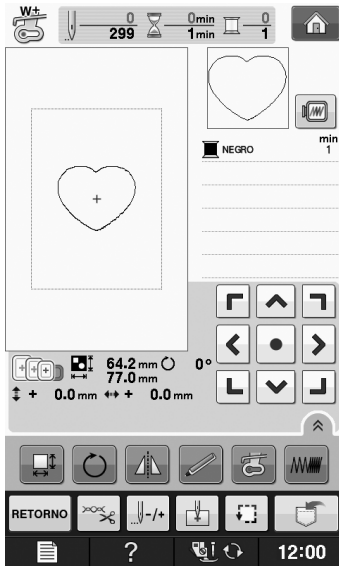 W+
0 0min 0
299 1min 1
min
NEGRO 1
64.2 mm 0°
77.0 mm
+ 0.0 mm + 0.0 mm
RETORNO -/+
? 12:00